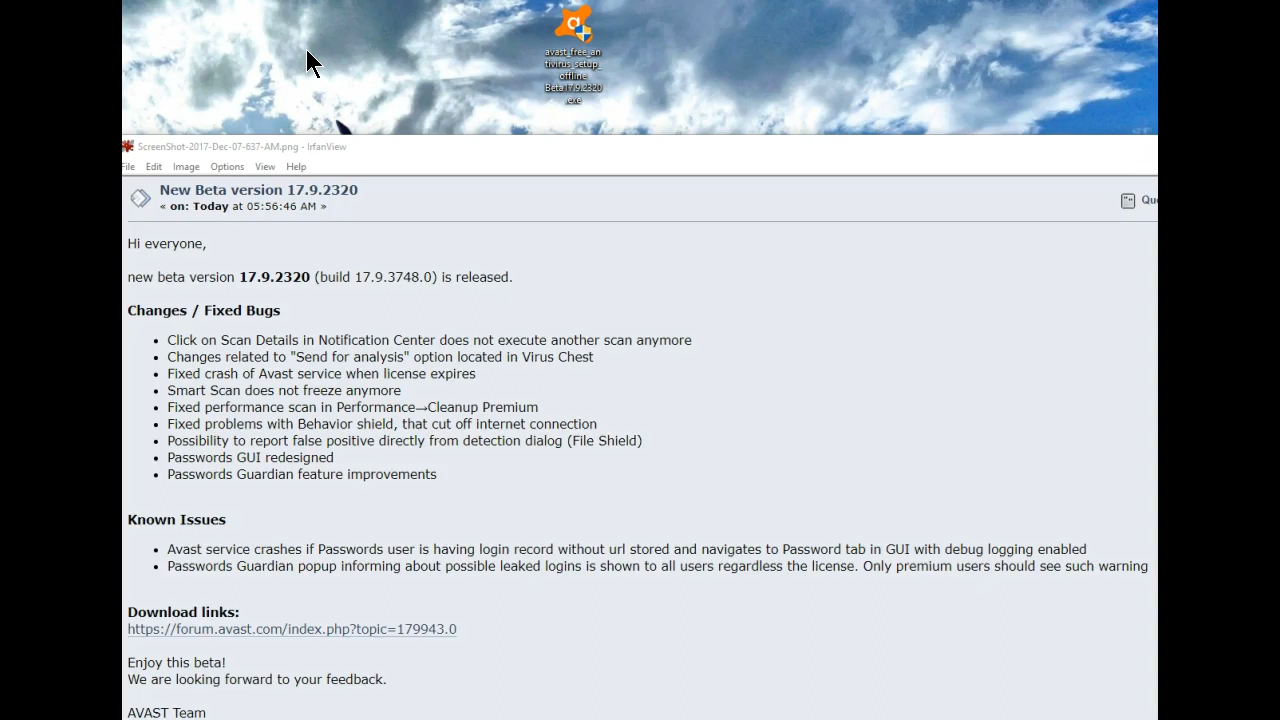 avast_free_an
tivirus_setup_
offline
Beta17.9.2320
.exe
ScreenShot-2017-Dec-07-637-AM.png - IrfanView
File Edit Image Options View Help
New Beta version 17.9.2320
« on: Today at 05:56:46 AM »
Quo
Hi everyone,
new beta version 17.9.2320 (build 17.9.3748.0) is released.
Changes / Fixed Bugs
• Click on Scan Details in Notification Center does not execute another scan anymore
• Changes related to "Send for analysis" option located in Virus Chest
• Fixed crash of Avast service when license expires
• Smart Scan does not freeze anymore
• Fixed performance scan in Performance→Cleanup Premium
• Fixed problems with Behavior shield, that cut off internet connection
• Possibility to report false positive directly from detection dialog (File Shield)
• Passwords GUI redesigned
• Passwords Guardian feature improvements
Known Issues
• Avast service crashes if Passwords user is having login record without url stored and navigates to Password tab in GUI with debug logging enabled
• Passwords Guardian popup informing about possible leaked logins is shown to all users regardless the license. Only premium users should see such warning
Download links:
https://forum.avast.com/index.php?topic=179943.0
Enjoy this beta!
We are looking forward to your feedback.
AVAST Team